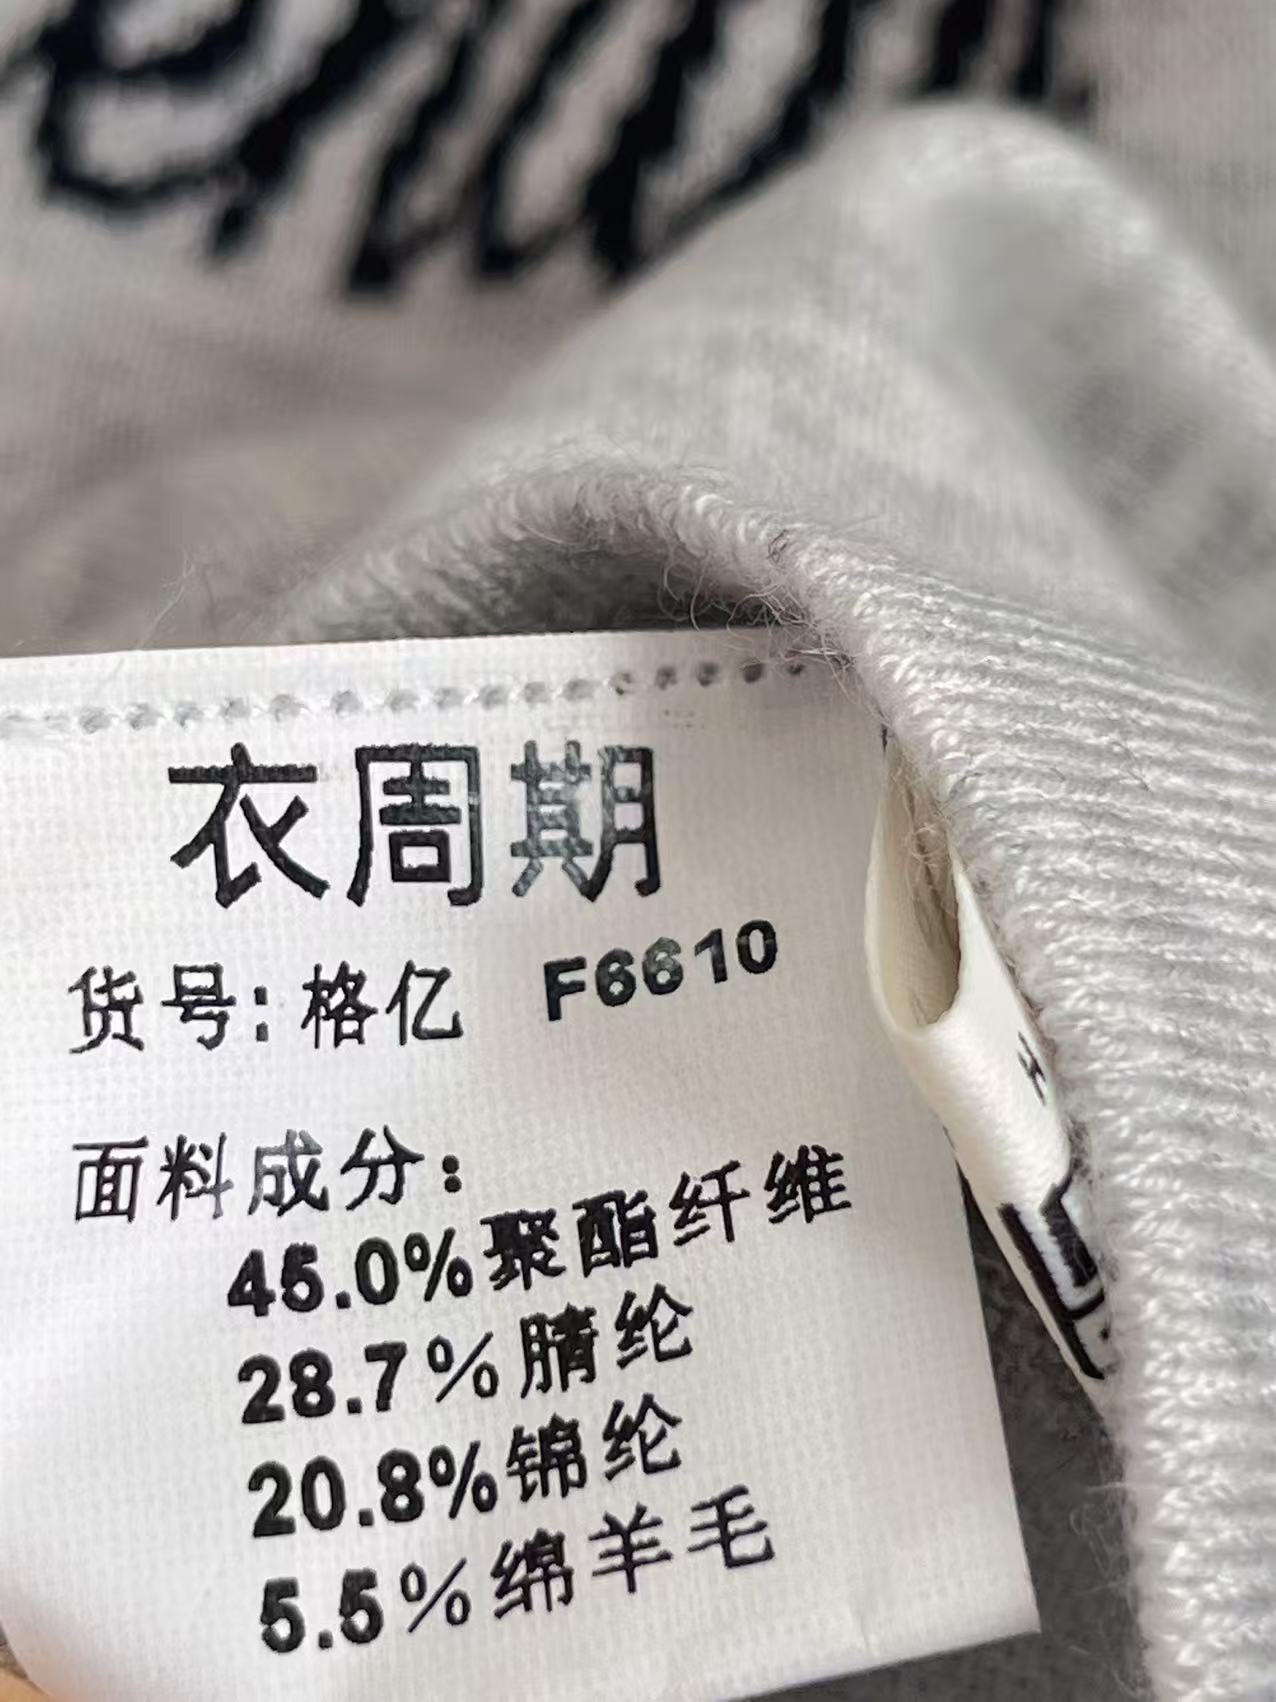 衣周期
货号:格亿 F6610
面料成分:
45.0%聚酯纤维
28.7%腈纶
20.8%锦纶
5.5%绵羊毛
H